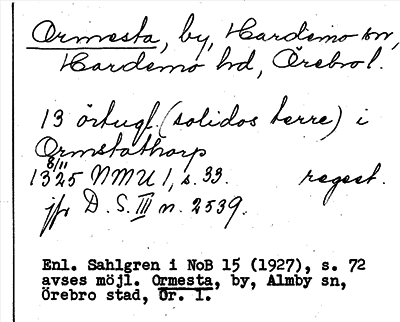 Ormesta, by, Hardemo sn,
Hardemo hd, Örebro l.
13 örtugl. (solidos terre) i
Ormstathorp
8/11
1325 NMU 1, s. 33. regest.
jfr D. S. III n. 2539.
Enl. Sahlgren i NoB 15 (1927), s. 72
avses möjl. Ormesta, by, Almby sn,
Örebro stad, Ör. l.